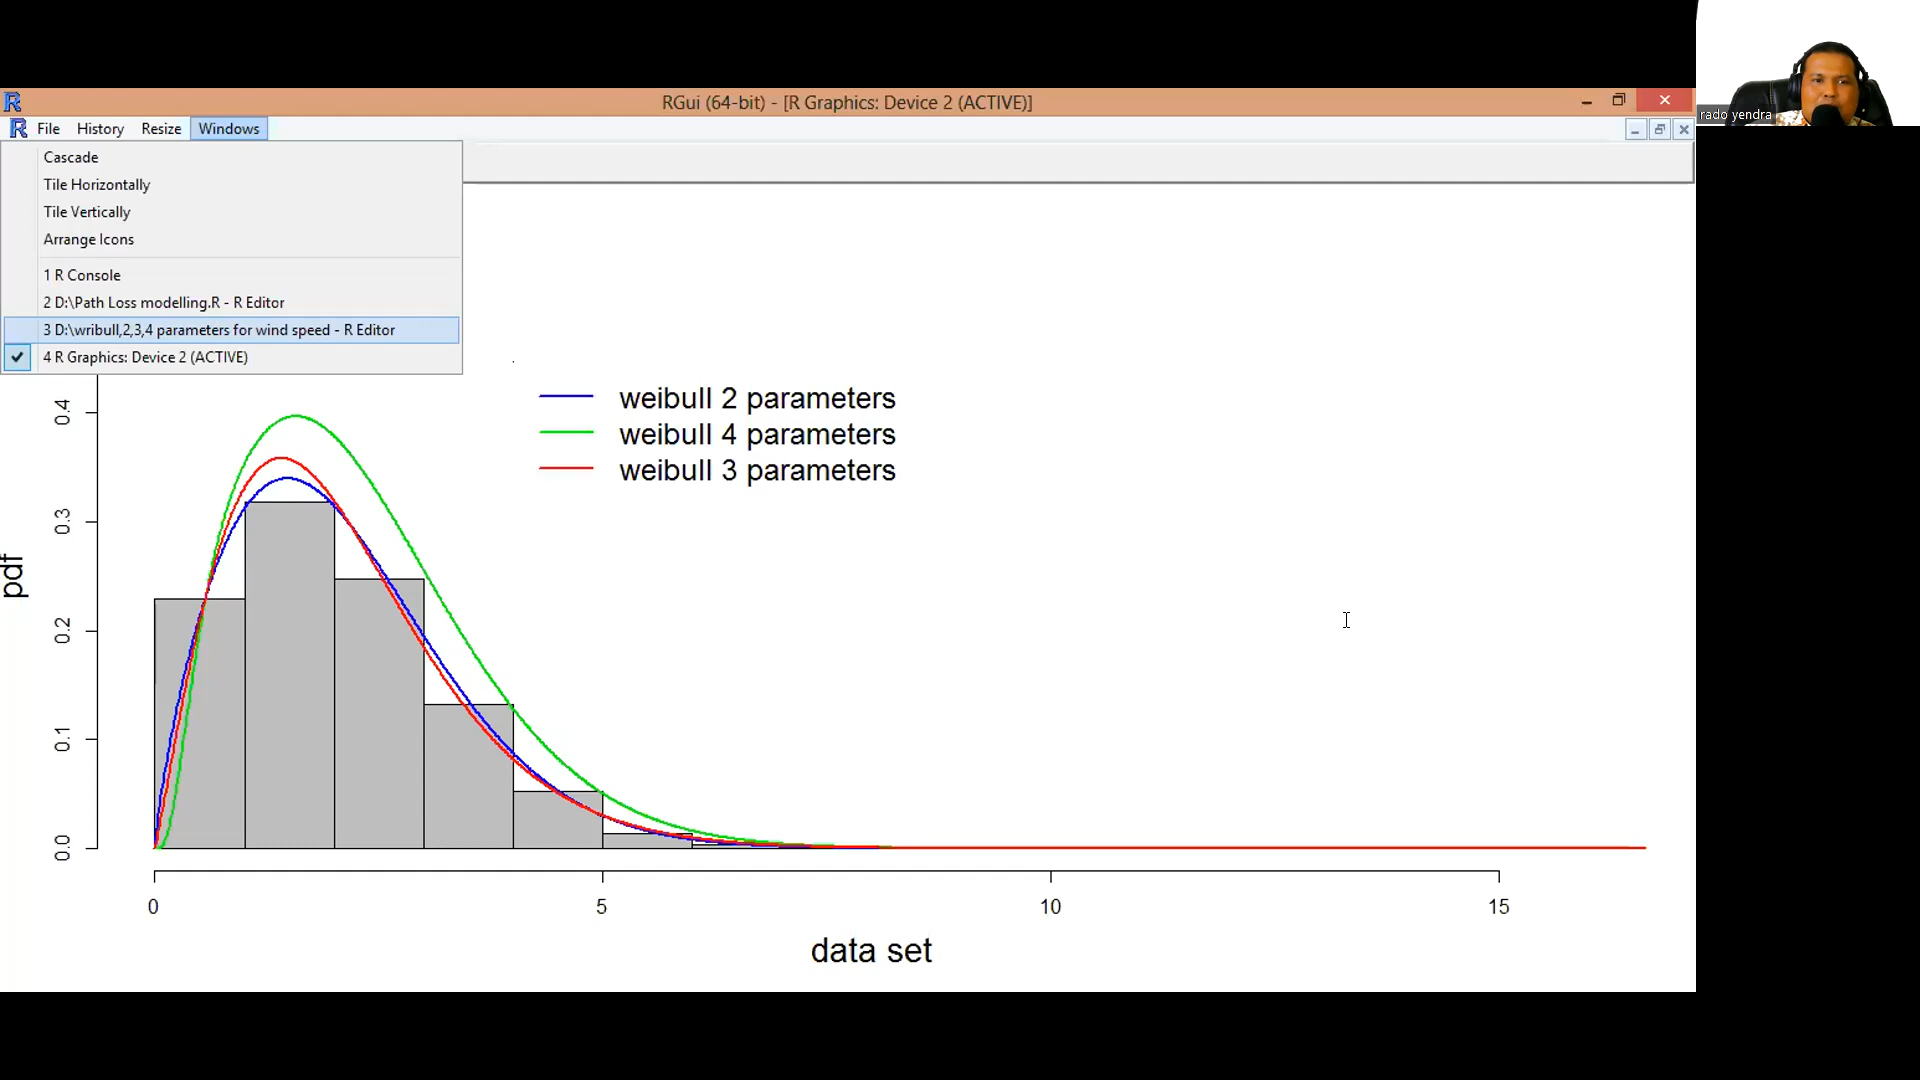 RGui (64-bit) - [R Graphics: Device 2 (ACTIVE)]
rado yendra
File History Resize Windows
Cascade
Tile Horizontally
Tile Vertically
Arrange Icons
1 R Console
2 D:\Path Loss modelling.R - R Editor
3 D:\wribull,2,3,4 parameters for wind speed - R Editor
4 R Graphics: Device 2 (ACTIVE)
weibull 2 parameters
weibull 4 parameters
weibull 3 parameters
pdf
0.4
0.3
0.2
0.1
0.0
0 5 10 15
data set